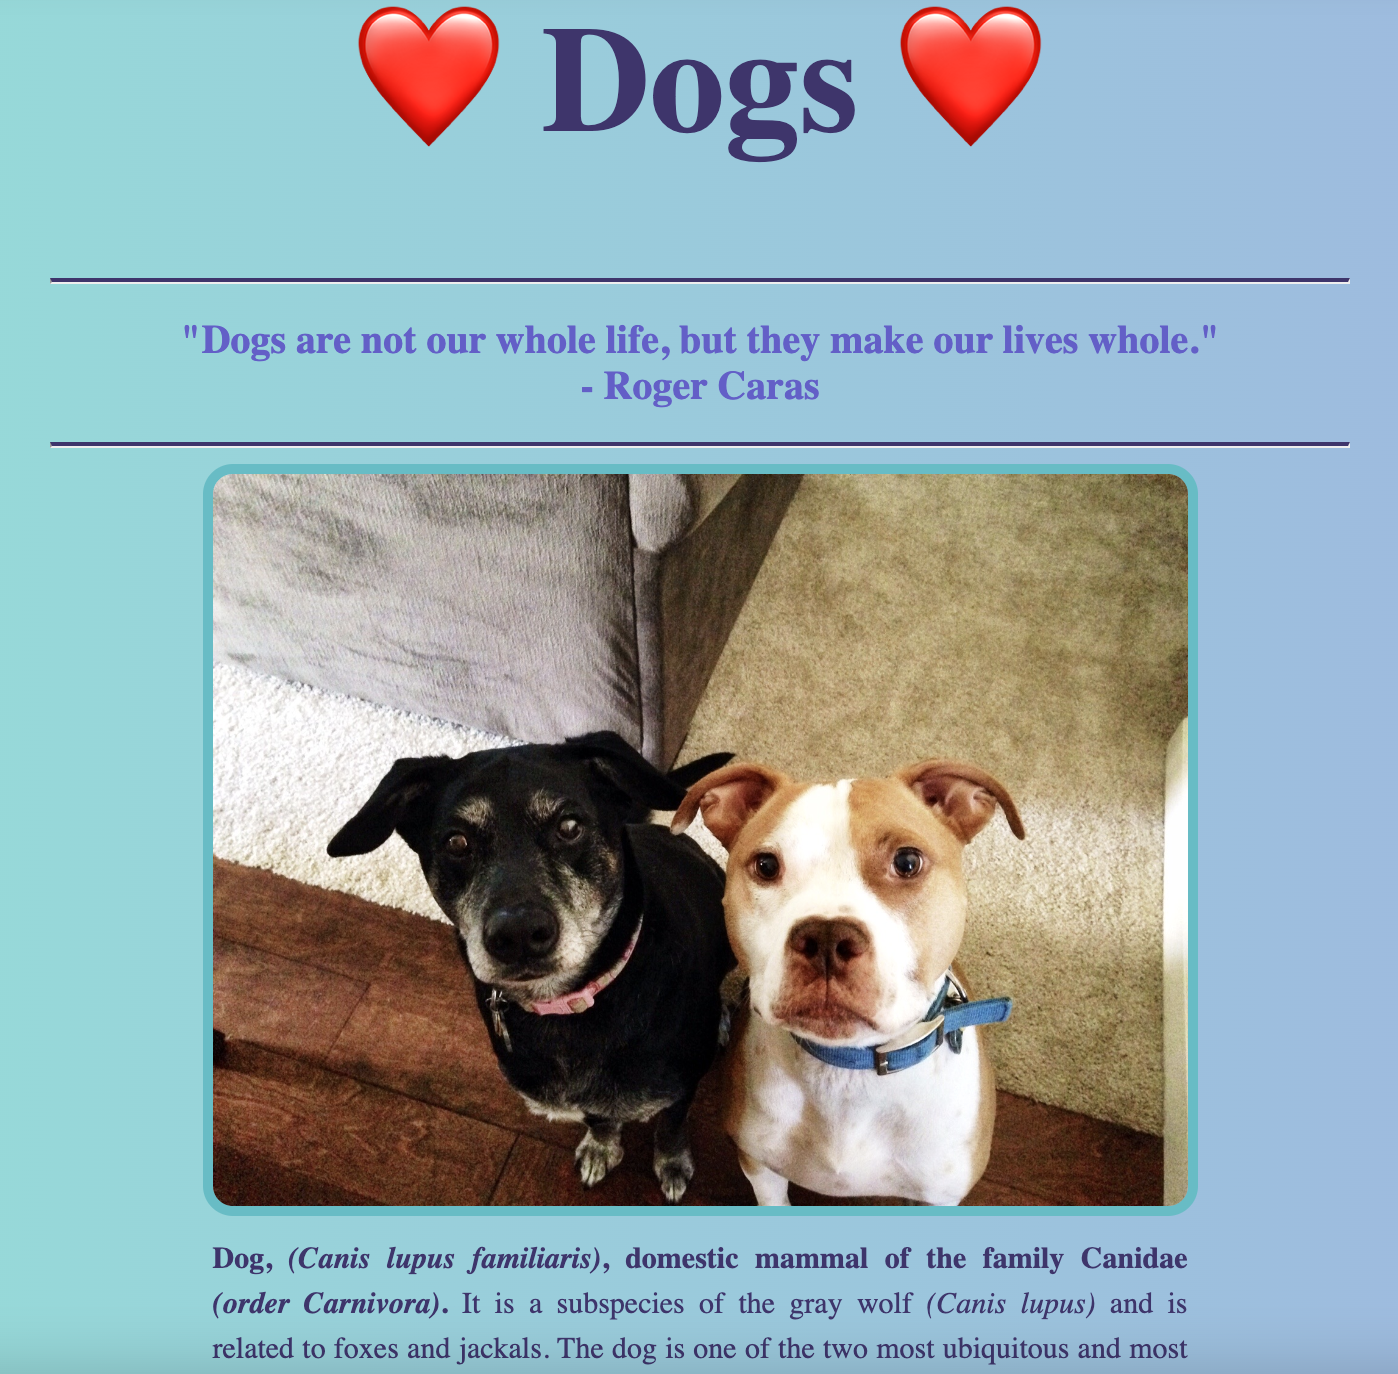 ❤️ Dogs ❤️
"Dogs are not our whole life, but they make our lives whole."
- Roger Caras
Dog, (Canis lupus familiaris), domestic mammal of the family Canidae
(order Carnivora). It is a subspecies of the gray wolf (Canis lupus) and is
related to foxes and jackals. The dog is one of the two most ubiquitous and most